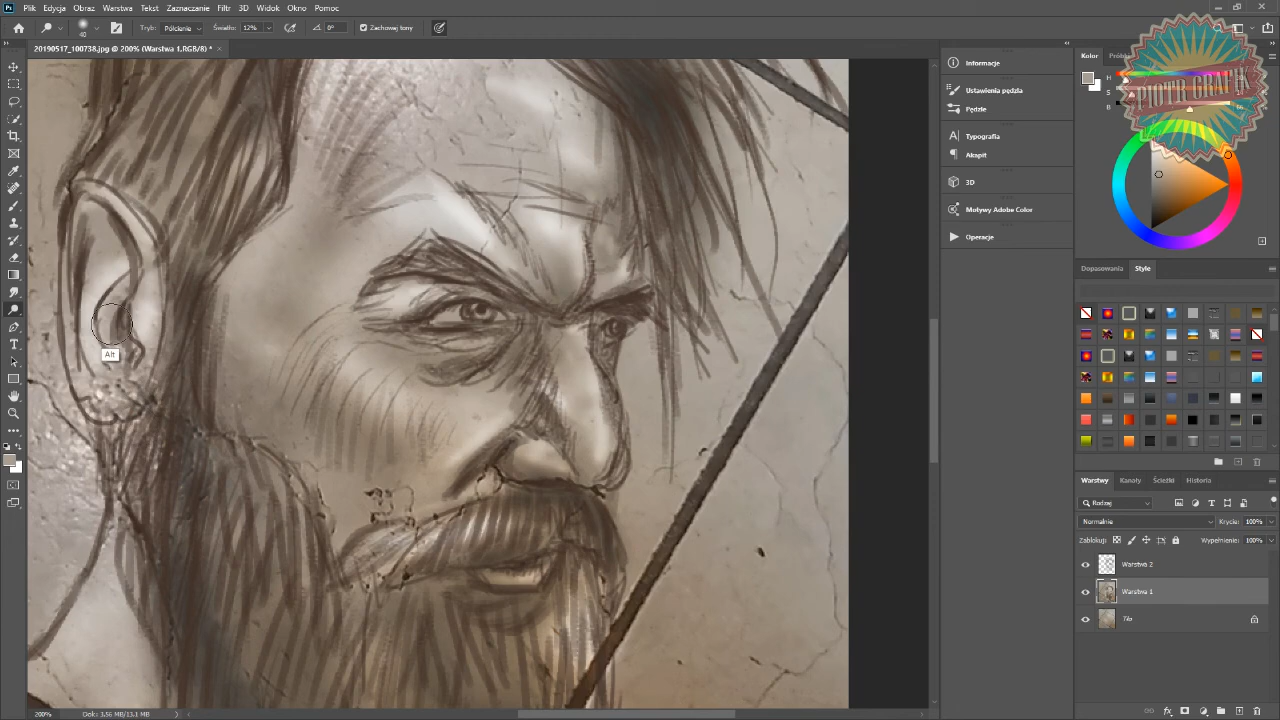 Plik Edycja Obraz Warstwa Tekst Zaznaczanie Filtr 3D Widok Okno Pomoc
40 Tryb: Półcienie Światło: 12% 0° Zachowaj tony
20190517_100738.jpg @ 200% (Warstwa 1,RGB/8) *
PIOTR GRAFIK
Kolor
H
S
B
Informacje
Ustawienia pędzla
Pędzle
Typografia
Akapit
3D
Motywy Adobe Color
Operacje
Dopasowania Style
Alt
Warstwy Kanały Ścieżki Historia
Rodzaj
Normalnie Krycie: 100%
Zablokuj: Wypełnienie: 100%
Warstwa 2
Warstwa 1
Tło
200% Dok: 3.56 MB/13.1 MB